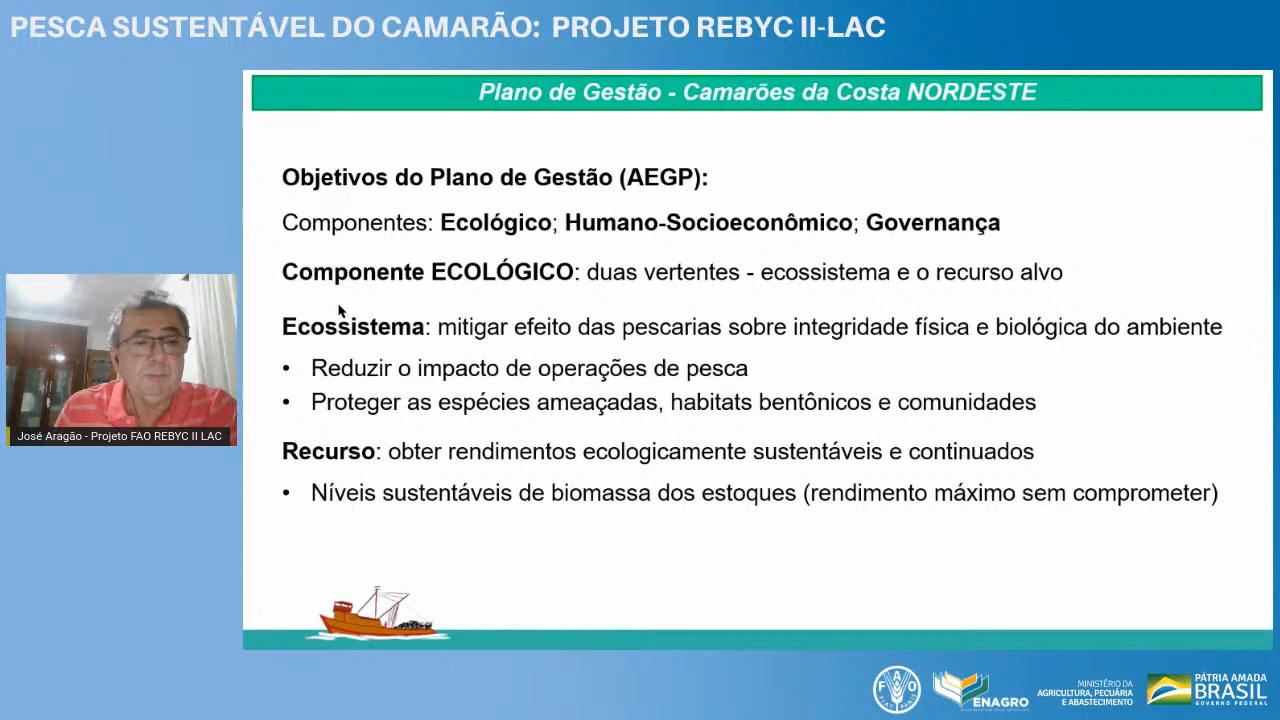 PESCA SUSTENTÁVEL DO CAMARÃO: PROJETO REBYC II-LAC
Plano de Gestão - Camarões da Costa NORDESTE
Objetivos do Plano de Gestão (AEGP):
Componentes: Ecológico; Humano-Socioeconômico; Governança
Componente ECOLÓGICO: duas vertentes - ecossistema e o recurso alvo
Ecossistema: mitigar efeito das pescarias sobre integridade física e biológica do ambiente
• Reduzir o impacto de operações de pesca
• Proteger as espécies ameaçadas, habitats bentônicos e comunidades
Recurso: obter rendimentos ecologicamente sustentáveis e continuados
• Níveis sustentáveis de biomassa dos estoques (rendimento máximo sem comprometer)
José Aragão - Projeto FAO REBYC II LAC
FAO
FIAT PANIS
ENAGRO
MINISTÉRIO DA
AGRICULTURA, PECUÁRIA
E ABASTECIMENTO
PÁTRIA AMADA
BRASIL
GOVERNO FEDERAL